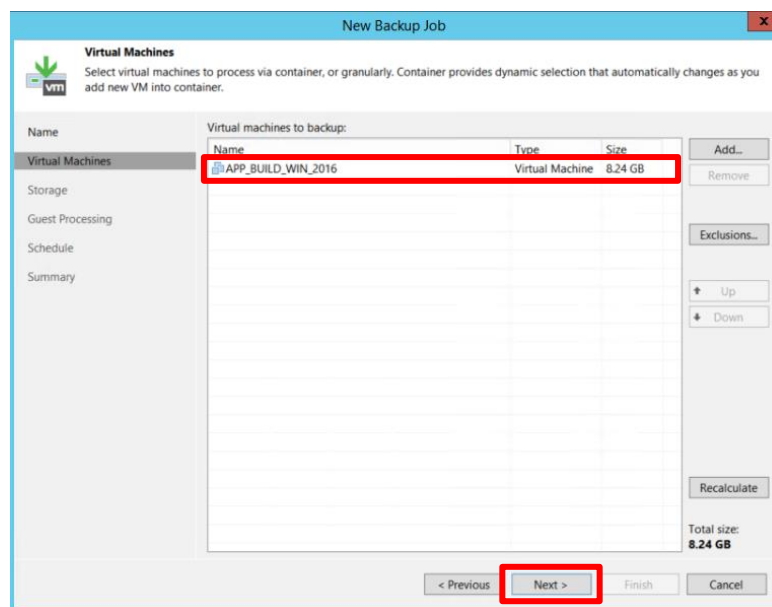 New Backup Job
x
Virtual Machines
Select virtual machines to process via container, or granularly. Container provides dynamic selection that automatically changes as you
add new VM into container.
vm
Name
Virtual Machines
Storage
Guest Processing
Schedule
Summary
Virtual machines to backup:
Name Type Size
APP_BUILD_WIN_2016 Virtual Machine 8.24 GB
Add...
Remove
Exclusions...
Up
Down
Recalculate
Total size:
8.24 GB
< Previous Next > Finish Cancel